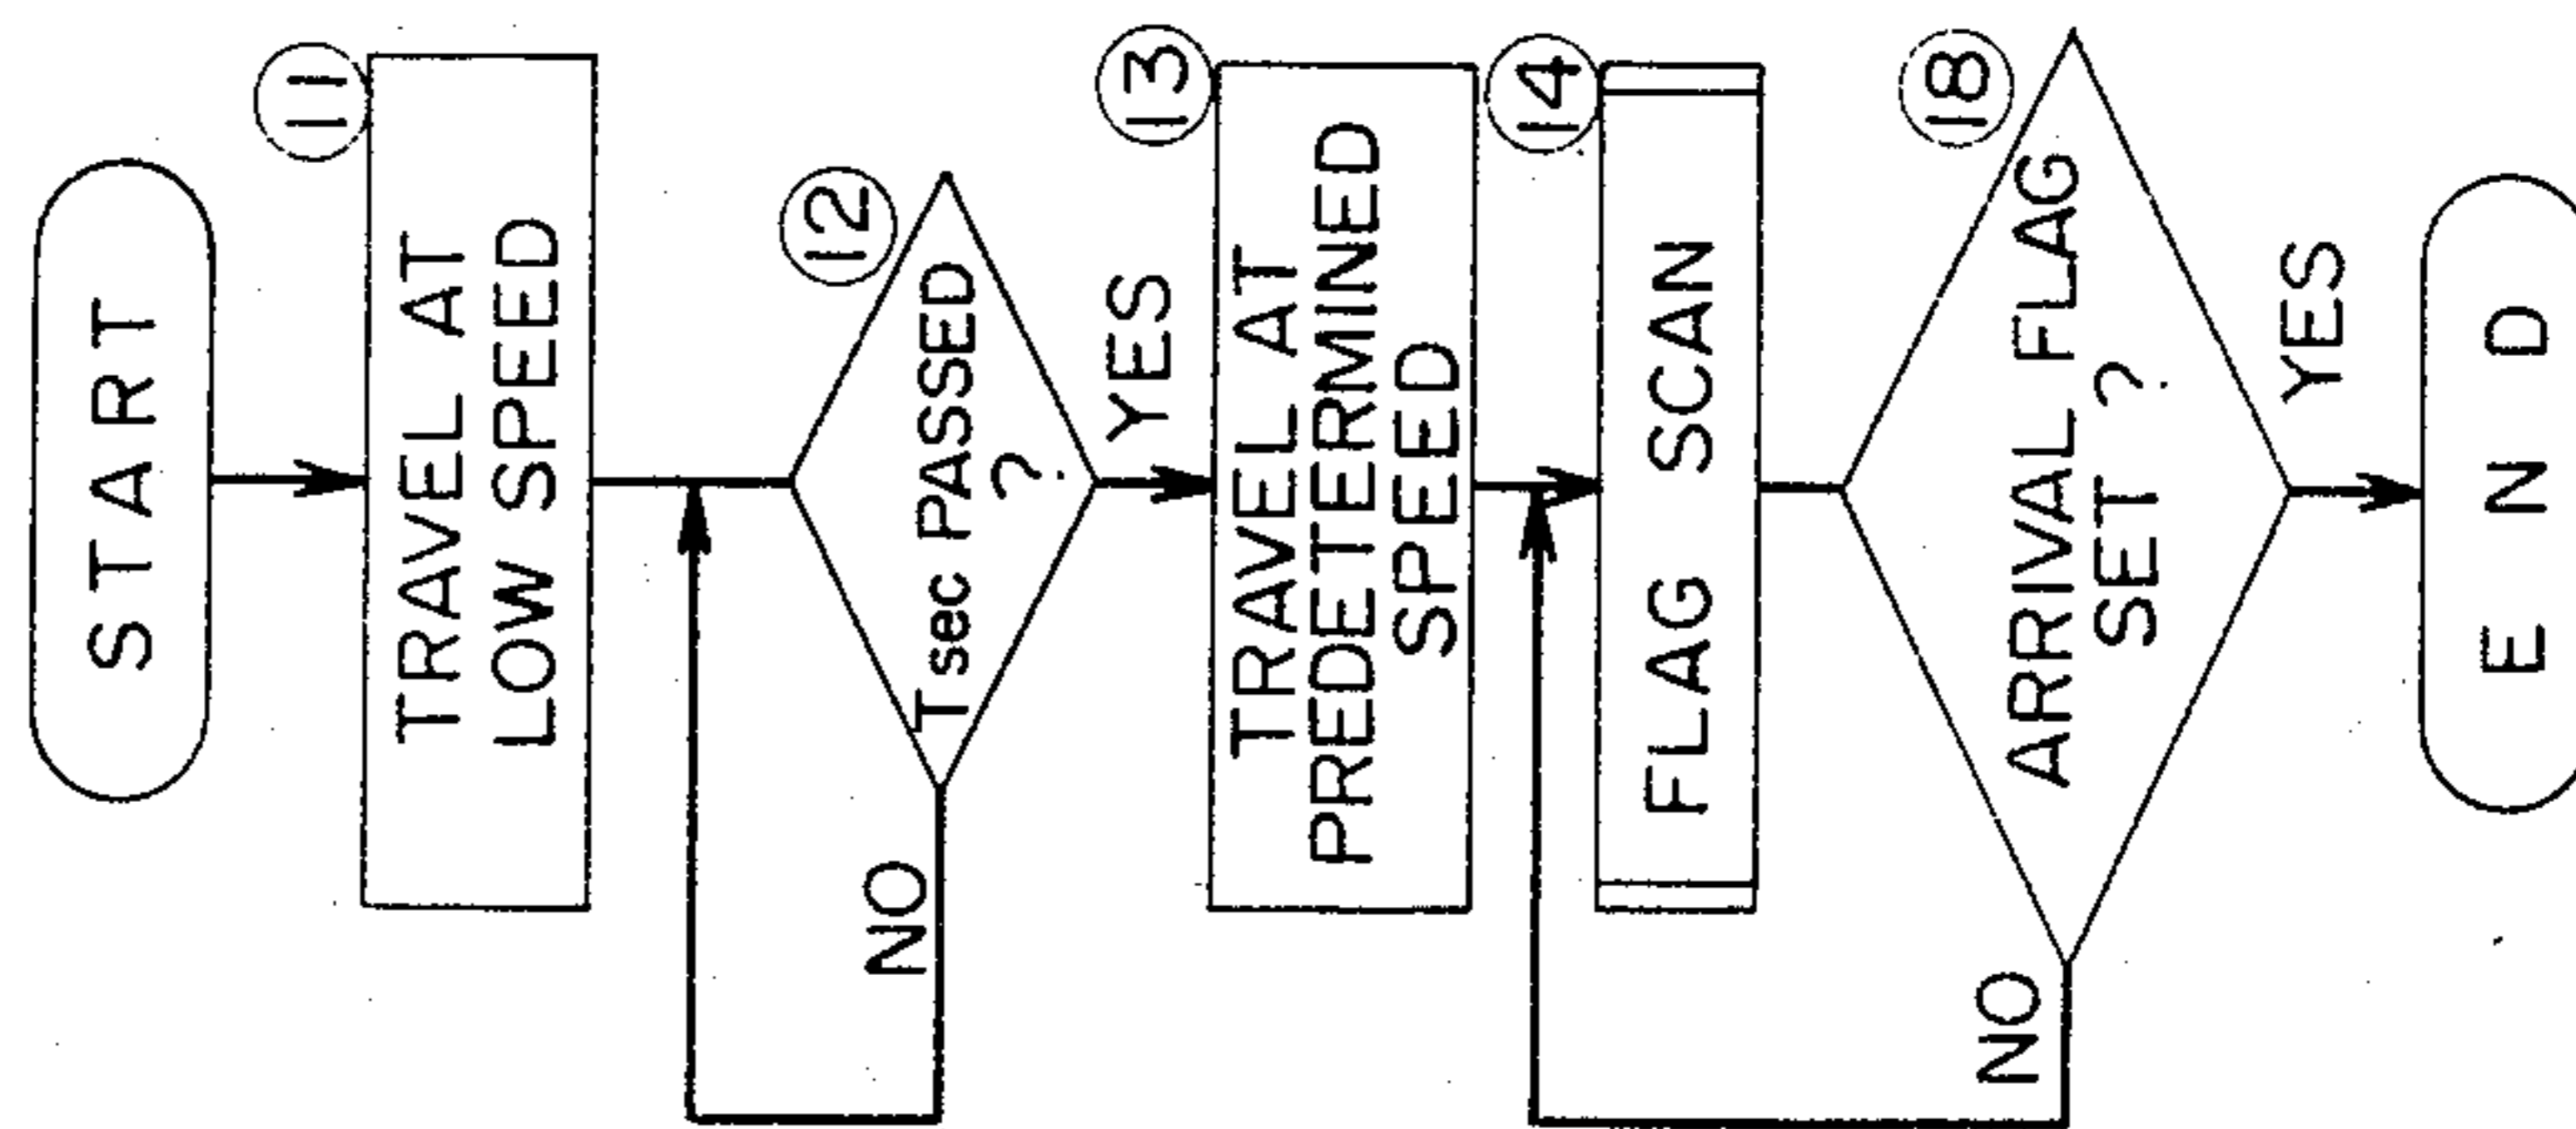 START
11
TRAVEL AT
LOW SPEED
12
Tsec PASSED
?
NO
YES
13
TRAVEL AT
PREDETERMINED
SPEED
14
FLAG SCAN
18
ARRIVAL FLAG
SET ?
NO
YES
END